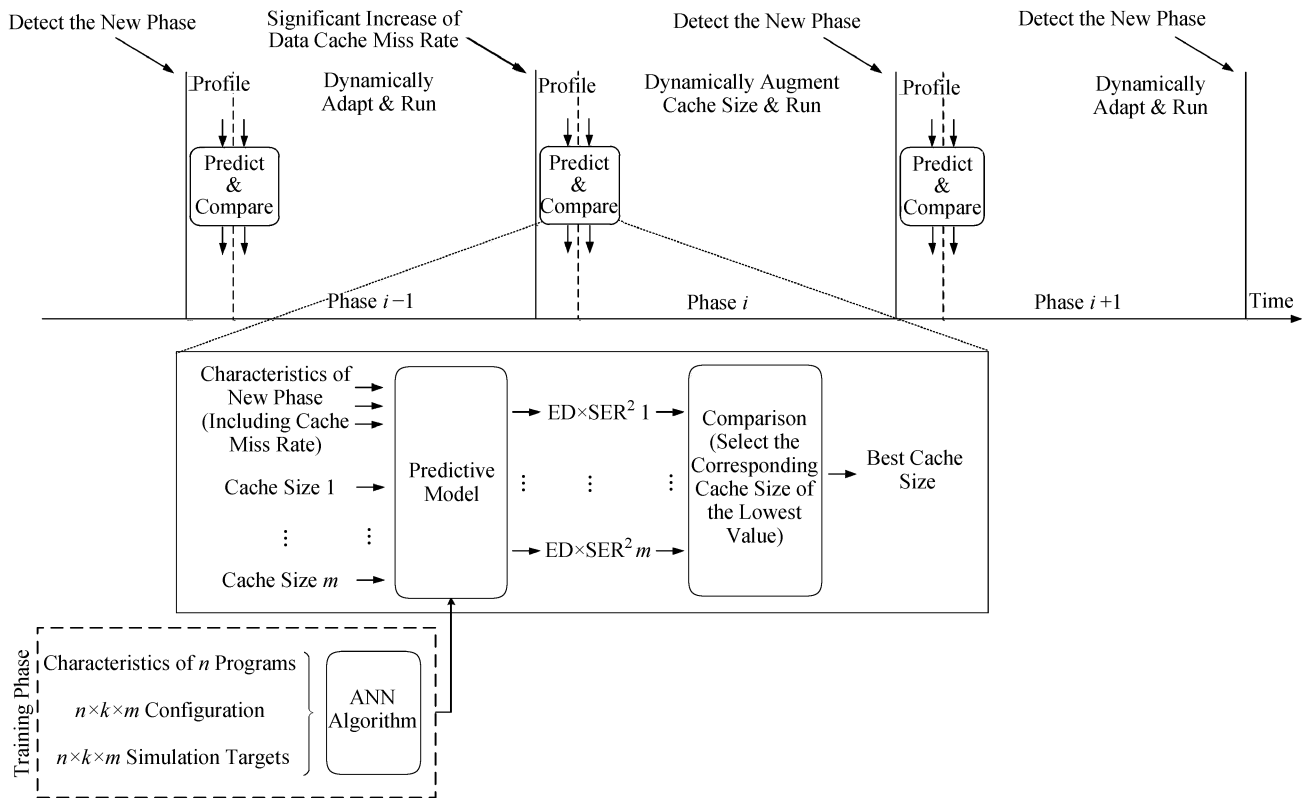 Detect the New Phase
Significant Increase of
Data Cache Miss Rate
Detect the New Phase
Detect the New Phase
Profile
Dynamically
Adapt & Run
Profile
Dynamically Augment
Cache Size & Run
Profile
Dynamically
Adapt & Run
Predict
&
Compare
Predict
&
Compare
Predict
&
Compare
Phase i−1
Phase i
Phase i+1
Time
Characteristics of
New Phase
(Including Cache
Miss Rate)
Cache Size 1
⋮
⋮
Cache Size m
Predictive
Model
ED×SER² 1
⋮
⋮
⋮
ED×SER² m
Comparison
(Select the
Corresponding
Cache Size of
the Lowest
Value)
Best Cache
Size
Training Phase
Characteristics of n Programs
n×k×m Configuration
n×k×m Simulation Targets
ANN
Algorithm